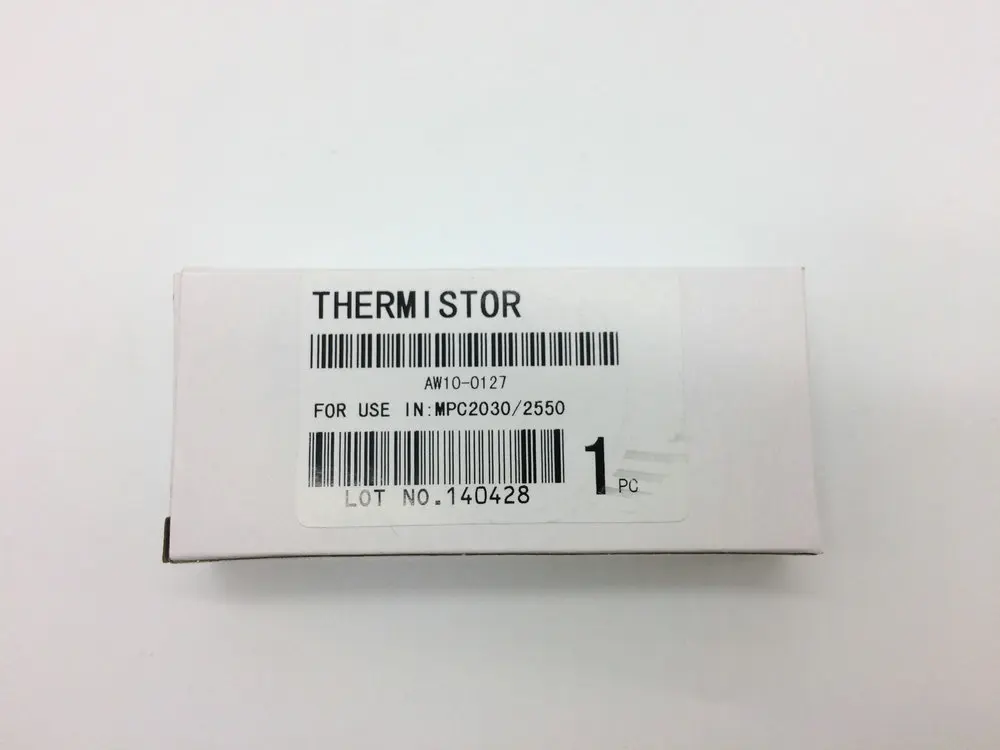 THERMISTOR
AW10-0127
FOR USE IN:MPC2030/2550
LOT NO.140428
1 PC